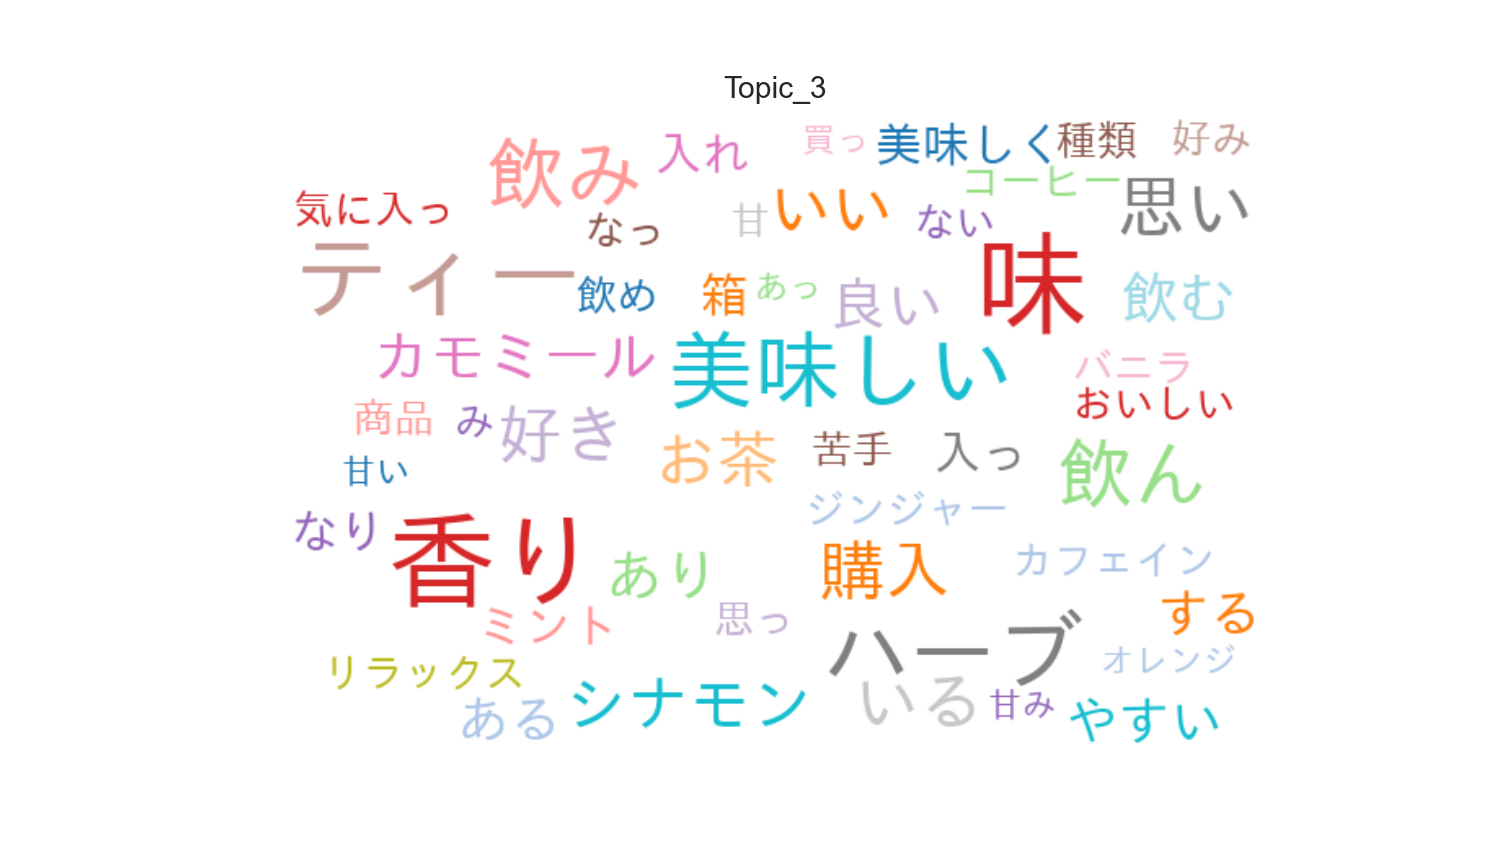 Topic_3
飲み
入れ
買っ
美味しく
種類
好み
コーヒー
気に入っ
なっ
甘
いい
ない
思い
ティー
飲め
箱
あっ
良い
味
飲む
カモミール
美味しい
バニラ
おいしい
商品
み
好き
お茶
苦手
入っ
飲ん
甘い
なり
香り
ジンジャー
あり
購入
カフェイン
ミント
思っ
ハーブ
する
リラックス
ある
シナモン
いる
甘み
オレンジ
やすい